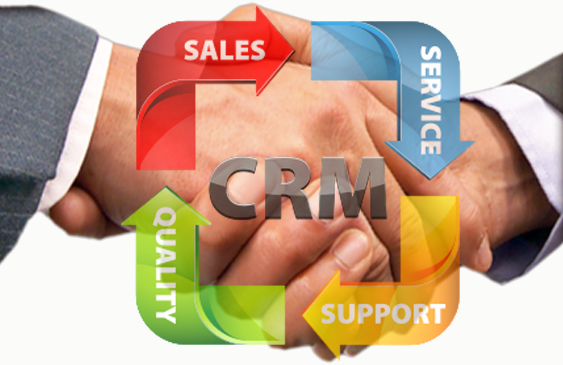 SALES
SERVICE
CRM
QUALITY
SUPPORT